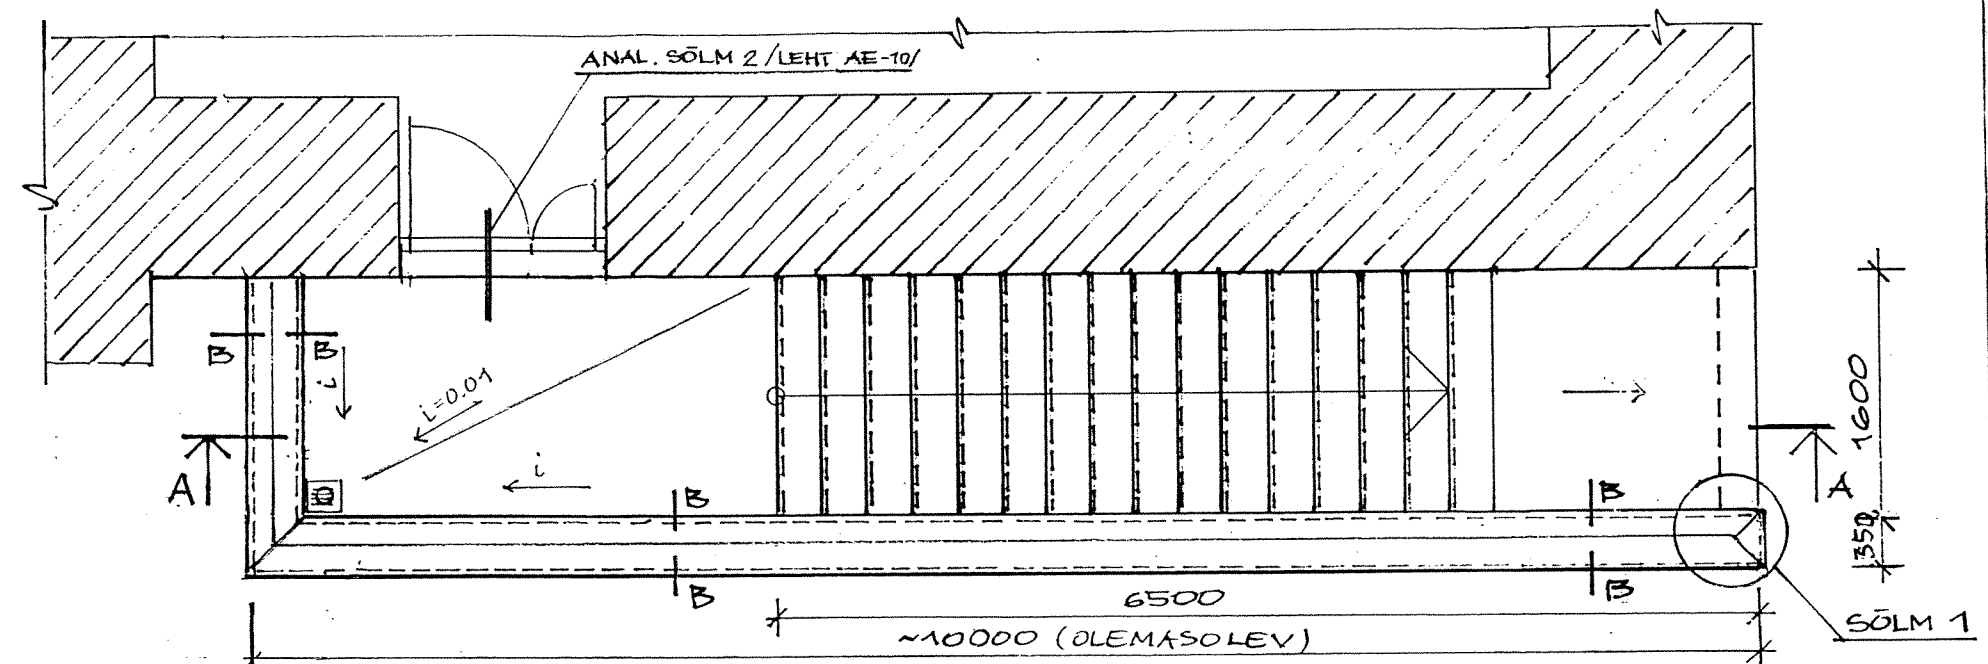 ANAL. SÕLM 2 /LEHT AE-10/
B B
i
i=0.01
i
A
A
B
B
B
B
1600
350
6500
~10000 (OLEMASOLEV)
SÕLM 1